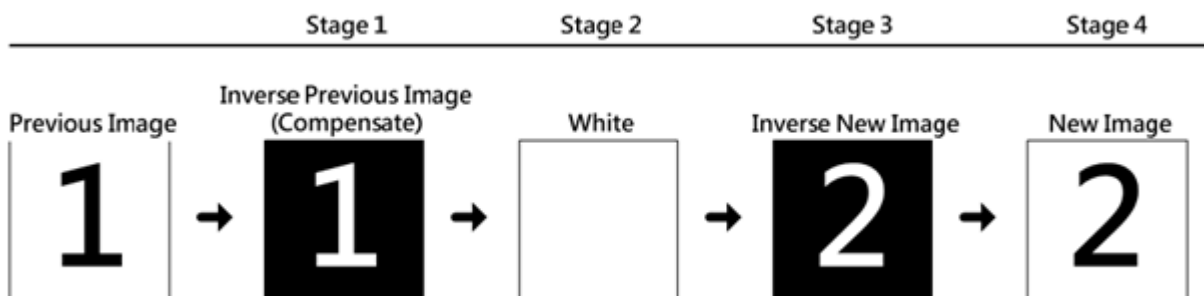 Stage 1 Stage 2 Stage 3 Stage 4
Inverse Previous Image
Previous Image (Compensate) White Inverse New Image New Image
1 1 2 2